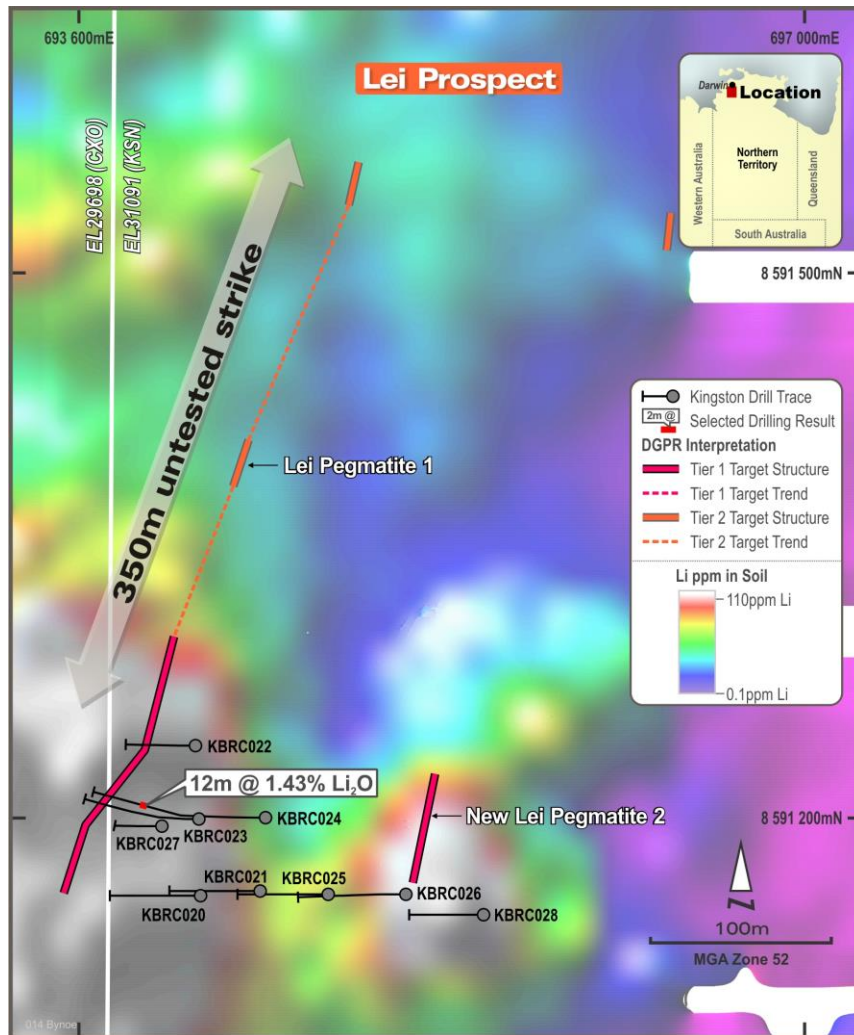 693 600mE
697 000mE
Lei Prospect
Darwin
Location
Northern
Territory
Western Australia
Queensland
South Australia
EL29698 (CXO)
EL31091 (KSN)
8 591 500mN
350m untested strike
Lei Pegmatite 1
Kingston Drill Trace
2m @
Selected Drilling Result
DGPR Interpretation
Tier 1 Target Structure
Tier 1 Target Trend
Tier 2 Target Structure
Tier 2 Target Trend
Li ppm in Soil
110ppm Li
0.1ppm Li
KBRC022
12m @ 1.43% Li₂O
KBRC024
KBRC023
KBRC027
New Lei Pegmatite 2
8 591 200mN
KBRC021
KBRC025
KBRC026
KBRC020
KBRC028
Z
100m
MGA Zone 52
014 Bynoe